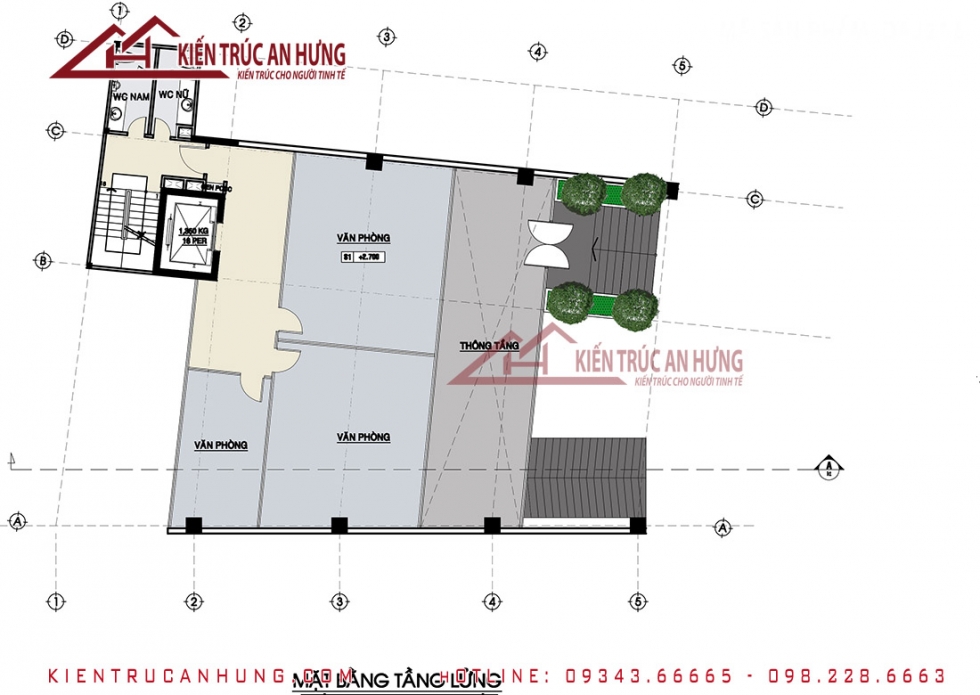 1
2
3
4
5
D
D
KIẾN TRÚC AN HƯNG
KIẾN TRÚC CHO NGƯỜI TINH TẾ
WC NAM
WC NỮ
C
C
1.350 KG
18 PER
VĂN PHÒNG
S1 +2.700
B
B
THÔNG TẦNG
KIẾN TRÚC AN HƯNG
KIẾN TRÚC CHO NGƯỜI TINH TẾ
VĂN PHÒNG
VĂN PHÒNG
A
A
A
1
2
3
4
5
KIENTRUCANHUNG.COM - HOTLINE: 09343.66665 - 098.228.6663
MẶT BẰNG TẦNG LỬNG